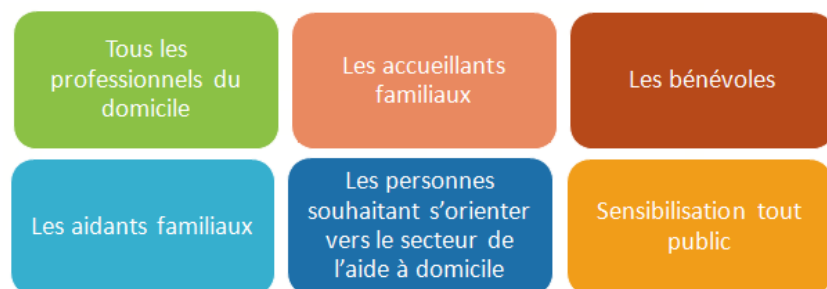 Tous les
professionnels du
domicile
Les accueillants
familiaux
Les bénévoles
Les aidants familiaux
Les personnes
souhaitant s’orienter
vers le secteur de
l’aide à domicile
Sensibilisation tout
public